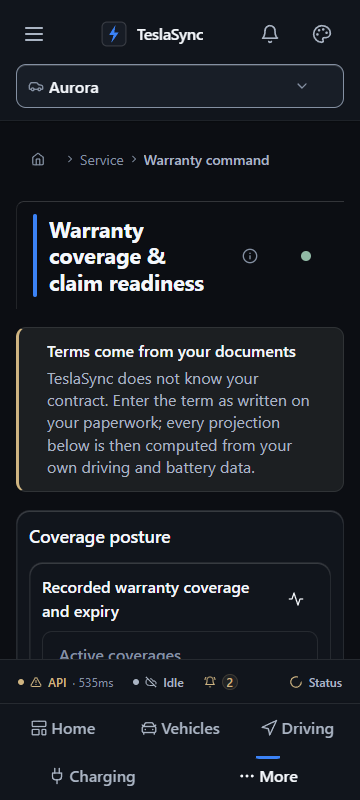 TeslaSync
Aurora
Service
Warranty command
Warranty
coverage &
claim readiness
Terms come from your documents
TeslaSync does not know your
contract. Enter the term as written on
your paperwork; every projection
below is then computed from your
own driving and battery data.
Coverage posture
Recorded warranty coverage
and expiry
Active coverages
API · 535ms
Idle
2
Status
Home
Vehicles
Driving
Charging
More